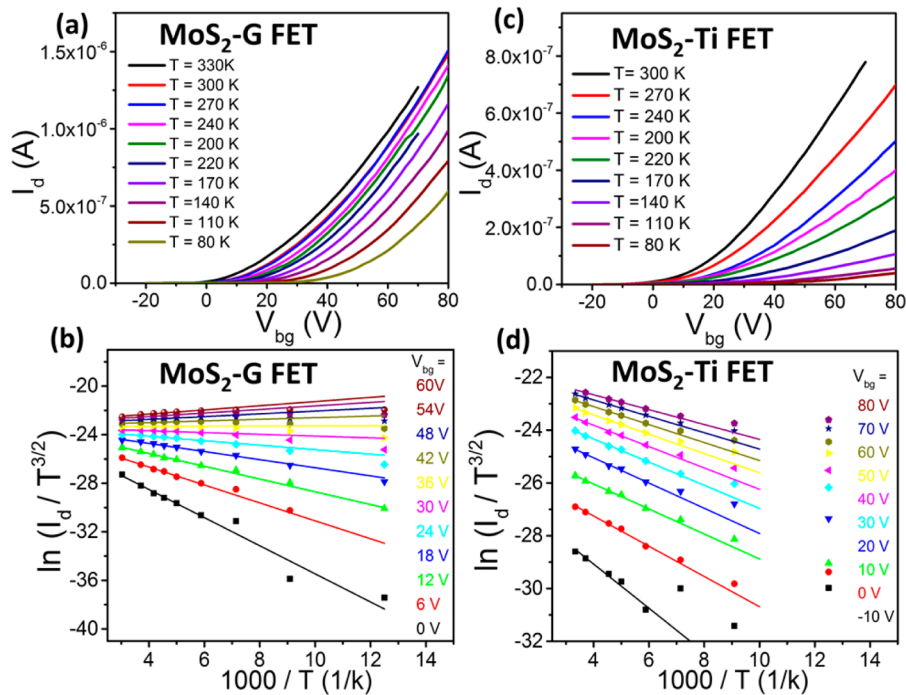 (a)
MoS2-G FET
1.5x10-6
1.0x10-6
5.0x10-7
0.0
Id (A)
T = 330K
T = 300 K
T = 270 K
T = 240 K
T = 200 K
T = 220 K
T = 170 K
T =140 K
T = 110 K
T = 80 K
-20 0 20 40 60 80
Vbg (V)
(c)
MoS2-Ti FET
8.0x10-7
6.0x10-7
4.0x10-7
2.0x10-7
0.0
Id (A)
T= 300 K
T = 270 K
T = 240 K
T = 200 K
T = 220 K
T = 170 K
T =140 K
T = 110 K
T = 80 K
-20 0 20 40 60 80
Vbg (V)
(b)
MoS2-G FET
-20
-24
-28
-32
-36
-40
ln (Id / T3/2)
Vbg =
60V
54V
48 V
42 V
36 V
30 V
24 V
18 V
12 V
6 V
0 V
4 6 8 10 12 14
1000 / T (1/k)
(d)
MoS2-Ti FET
-22
-24
-26
-28
-30
-32
ln (Id / T3/2)
Vbg =
80 V
70 V
60 V
50 V
40 V
30 V
20 V
10 V
0 V
-10 V
4 6 8 10 12 14
1000 / T (1/k)